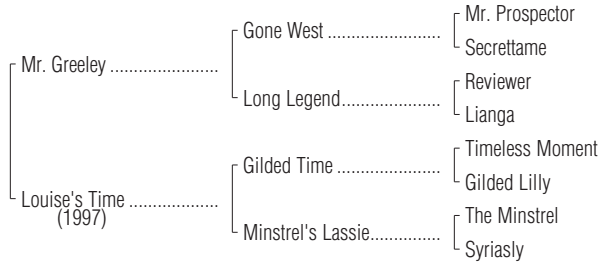 Mr. Prospector
Gone West ......................
Secrettame
Mr. Greeley .....................
Reviewer
Long Legend...................
Lianga
Timeless Moment
Gilded Time ....................
Gilded Lilly
Louise's Time .................
(1997)
The Minstrel
Minstrel's Lassie.............
Syriasly